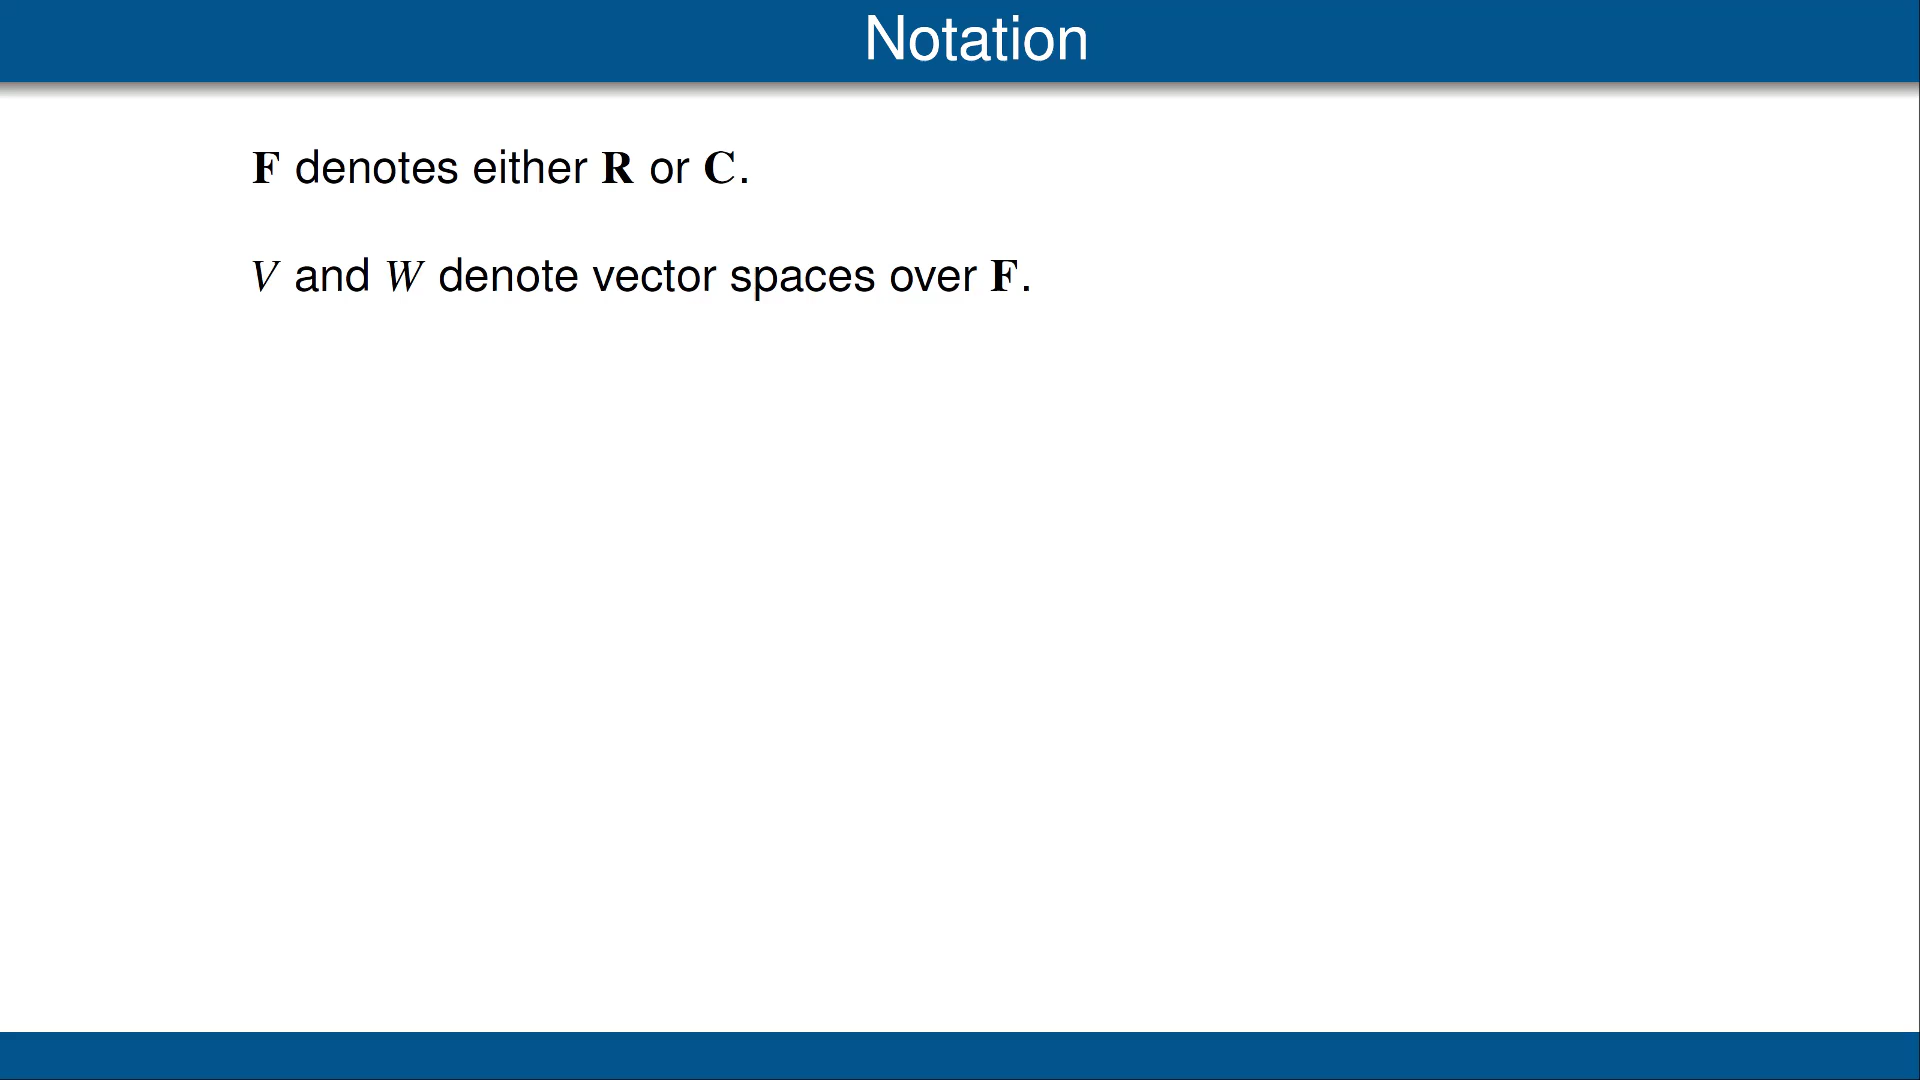 Notation
F denotes either R or C.
V and W denote vector spaces over F.